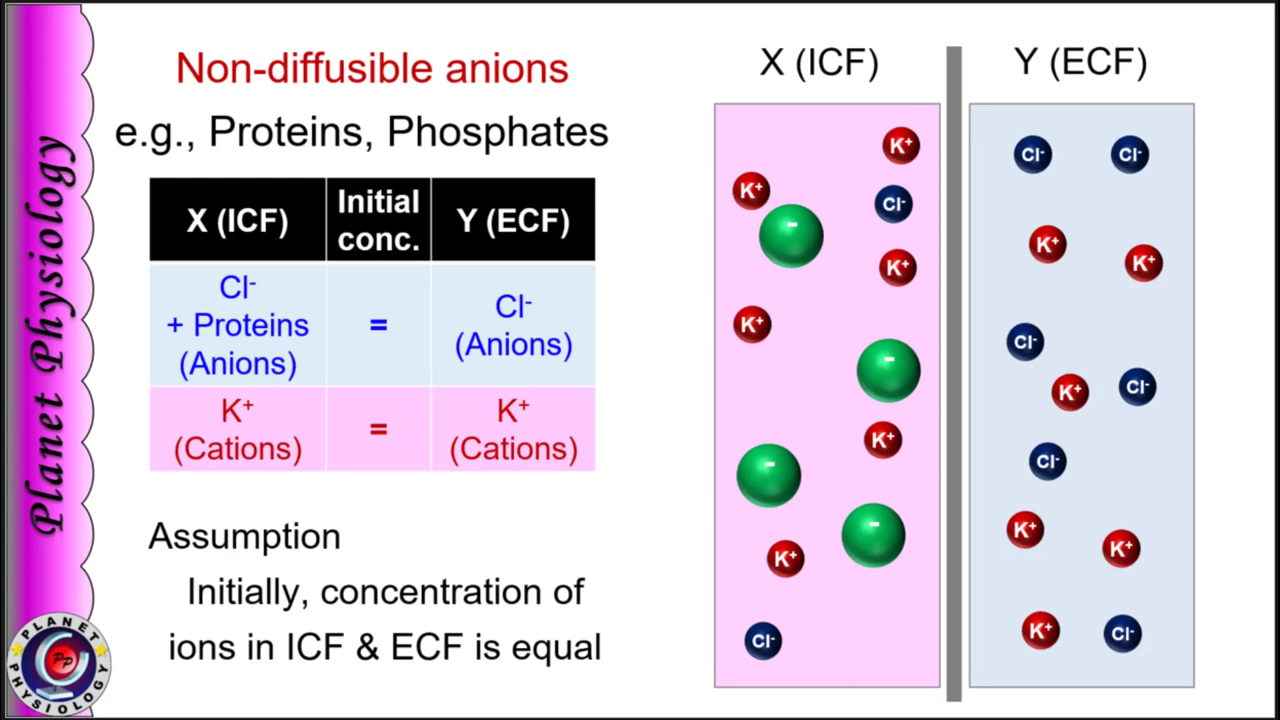 Planet Physiology
PLANET PHYSIOLOGY
PP
Non-diffusible anions
e.g., Proteins, Phosphates
X (ICF) Initial conc. Y (ECF)
Cl- + Proteins (Anions) = Cl- (Anions)
K+ (Cations) = K+ (Cations)
Assumption
Initially, concentration of
ions in ICF & ECF is equal
X (ICF)
K+
K+
Cl-
-
K+
K+
-
K+
-
-
K+
Cl-
Y (ECF)
Cl- Cl-
K+
K+
Cl-
K+ Cl-
Cl-
K+
K+
K+ Cl-